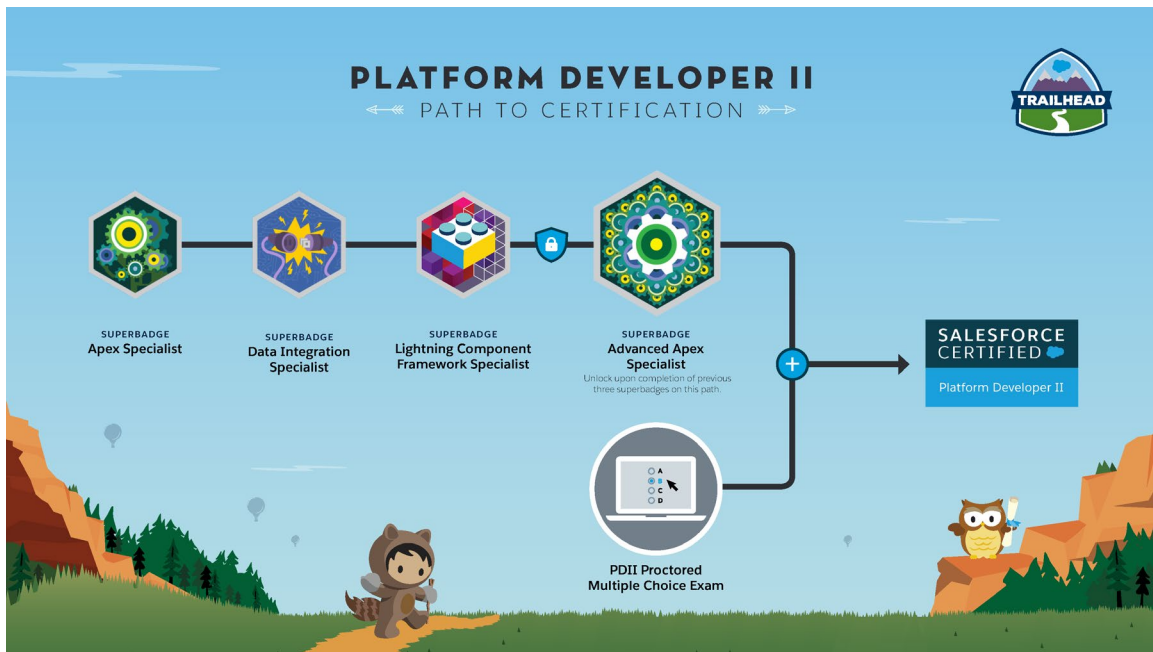 PLATFORM DEVELOPER II
PATH TO CERTIFICATION
TRAILHEAD
SUPERBADGE
Apex Specialist
SUPERBADGE
Data Integration
Specialist
SUPERBADGE
Lightning Component
Framework Specialist
SUPERBADGE
Advanced Apex
Specialist
Unlock upon completion of previous
three superbadges on this path.
SALESFORCE
CERTIFIED
Platform Developer II
A
B
C
D
PDII Proctored
Multiple Choice Exam